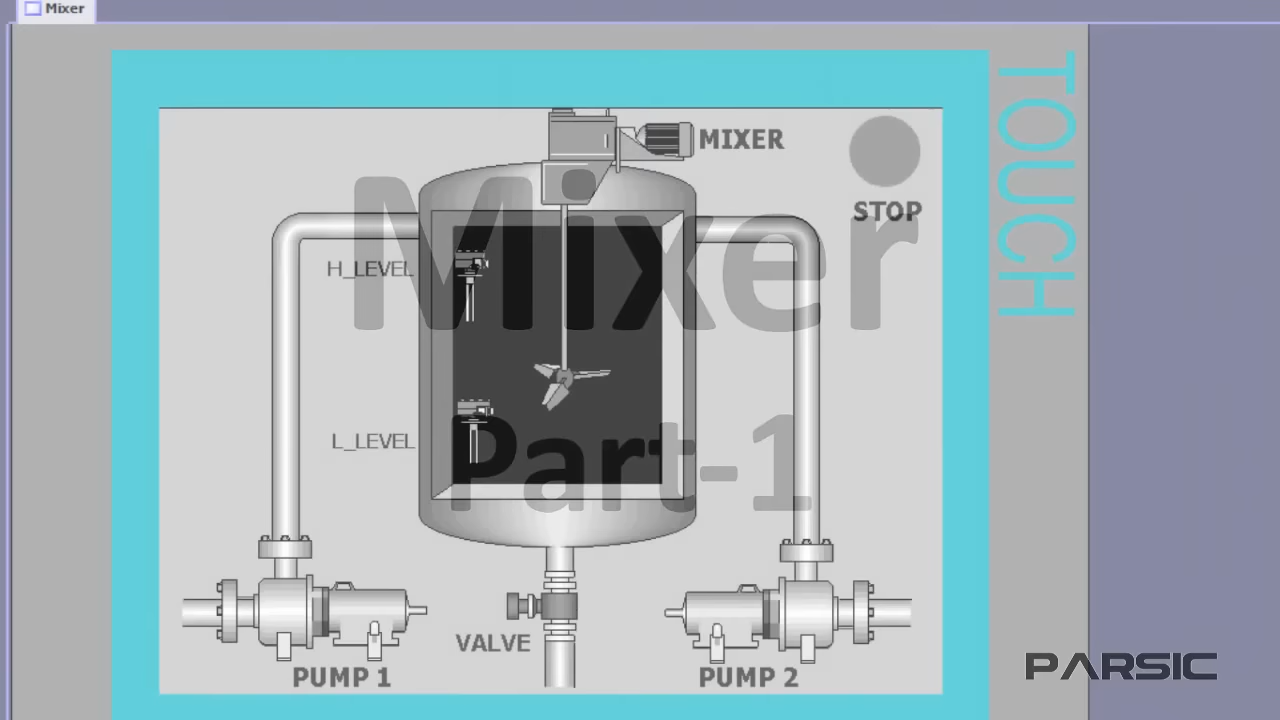 Mixer
TOUCH
MIXER
STOP
Mixer
H_LEVEL
L_LEVEL
Part-1
VALVE
PUMP 1
PUMP 2
PARSIC